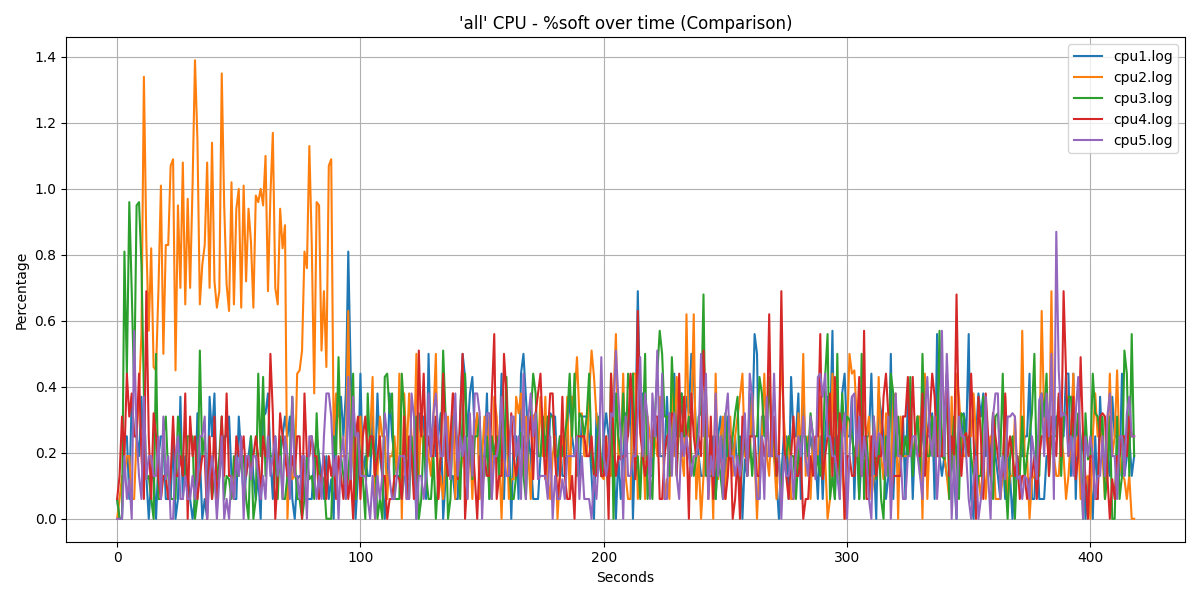 'all' CPU - %soft over time (Comparison)
cpu1.log
cpu2.log
cpu3.log
cpu4.log
cpu5.log
Percentage
1.4
1.2
1.0
0.8
0.6
0.4
0.2
0.0
0 100 200 300 400
Seconds